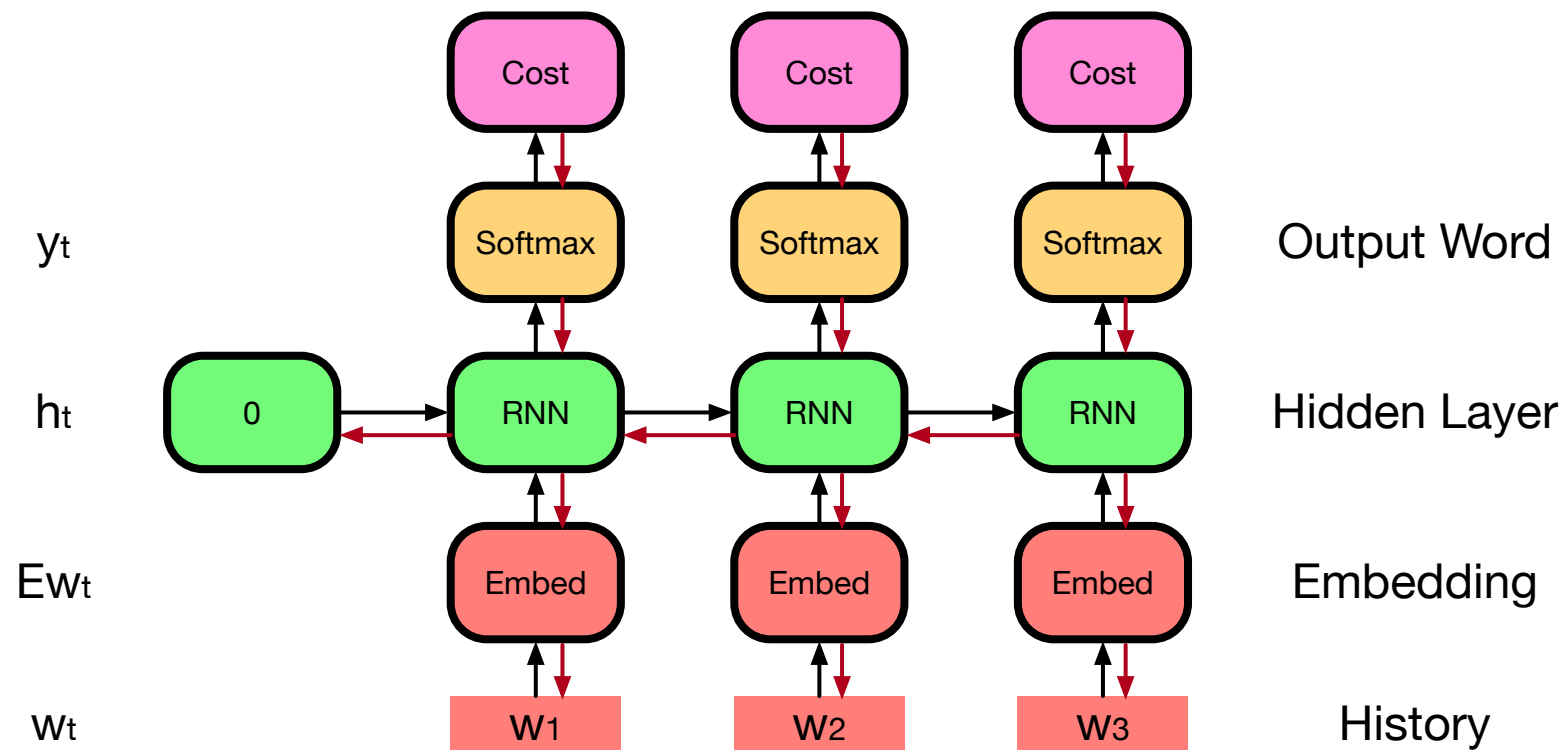 Cost Cost Cost
yt Softmax Softmax Softmax Output Word
ht 0 RNN RNN RNN Hidden Layer
Ewt Embed Embed Embed Embedding
wt w1 w2 w3 History